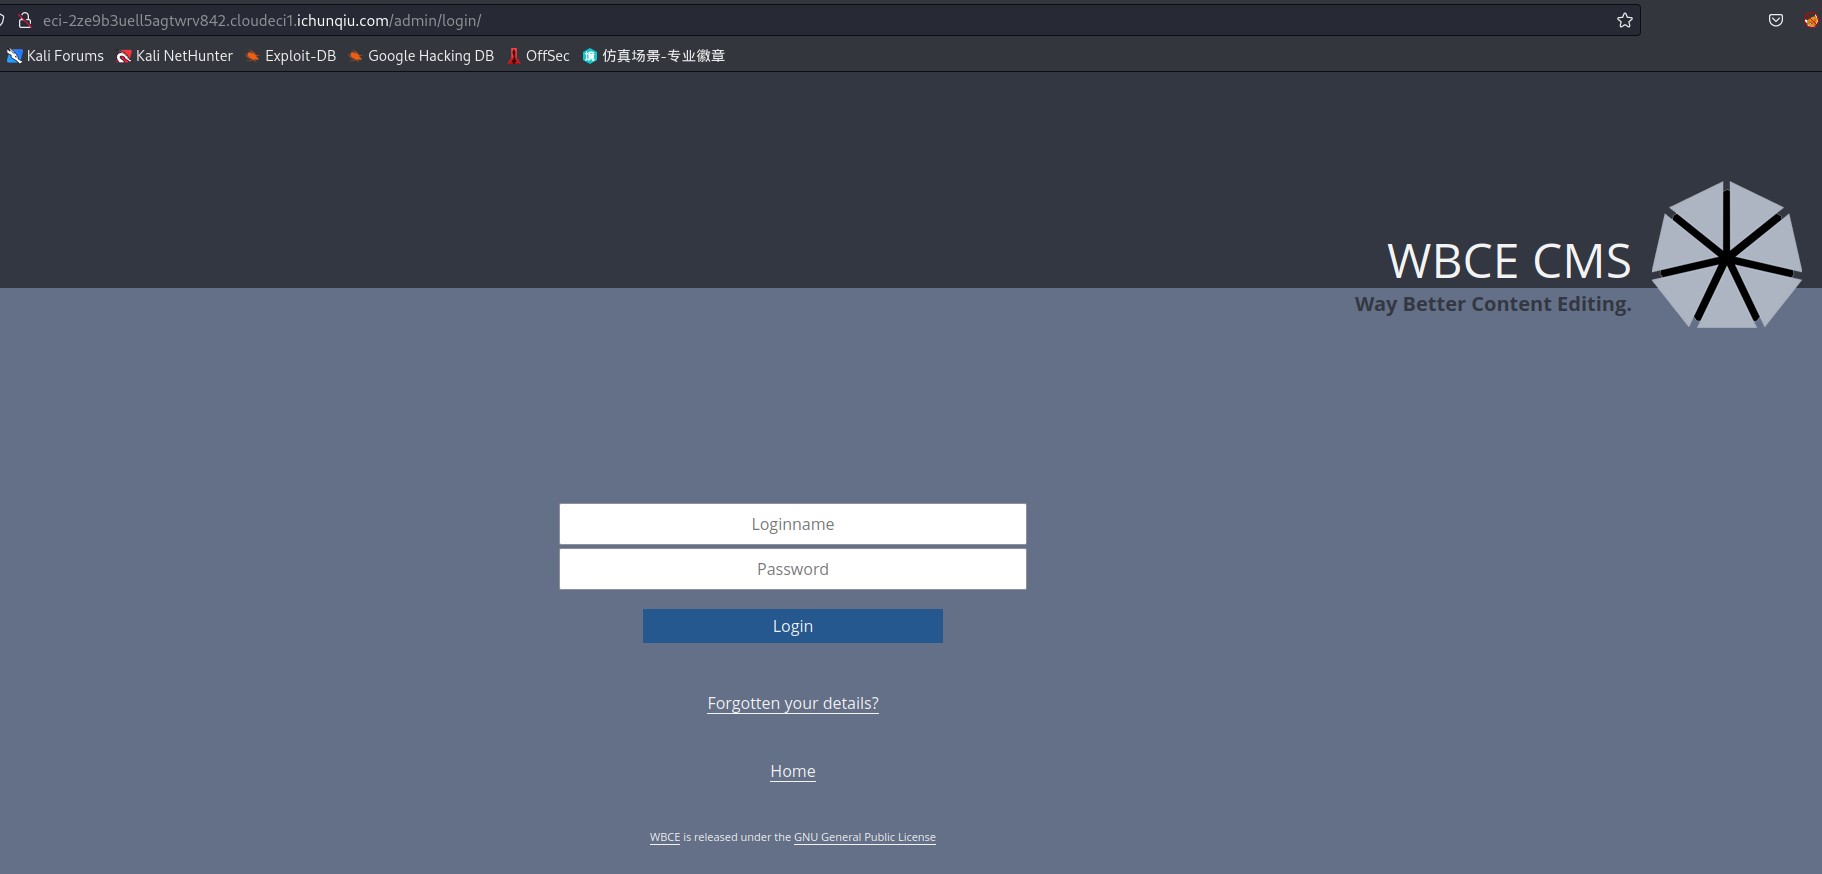 eci-2ze9b3uell5agtwrv842.cloudeci1.ichunqiu.com/admin/login/
Kali Forums Kali NetHunter Exploit-DB Google Hacking DB OffSec 仿真场景-专业徽章
WBCE CMS
Way Better Content Editing.
Loginname
Password
Login
Forgotten your details?
Home
WBCE is released under the GNU General Public License